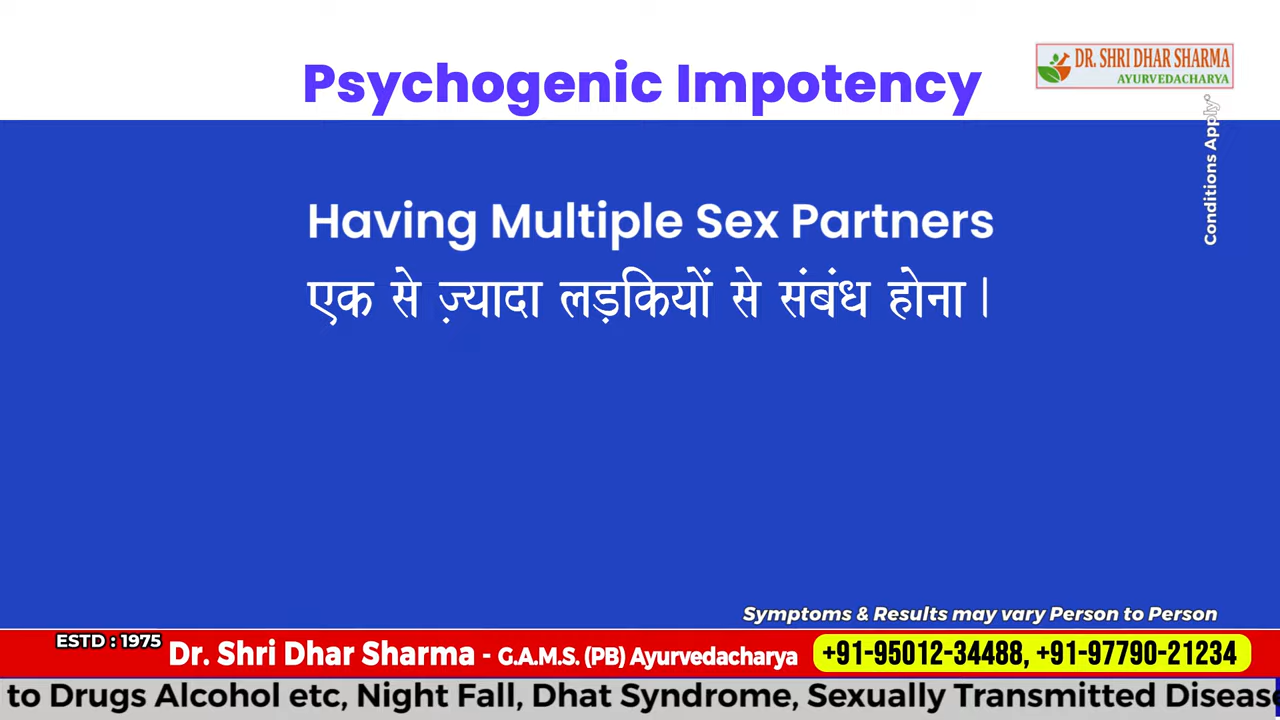 Psychogenic Impotency
DR. SHRI DHAR SHARMA
AYURVEDACHARYA
Conditions Apply°
Having Multiple Sex Partners
एक से ज़्यादा लड़कियों से संबंध होना।
Symptoms & Results may vary Person to Person
ESTD : 1975
Dr. Shri Dhar Sharma - G.A.M.S. (PB) Ayurvedacharya
+91-95012-34488, +91-97790-21234
to Drugs Alcohol etc, Night Fall, Dhat Syndrome, Sexually Transmitted Disease